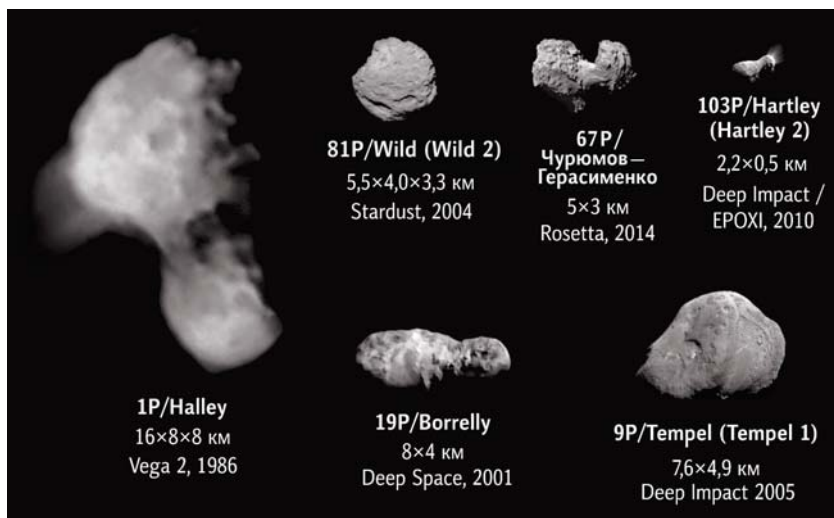 81P/Wild (Wild 2)
5,5×4,0×3,3 км
Stardust, 2004
67P/
Чурюмов—
Герасименко
5×3 км
Rosetta, 2014
103P/Hartley
(Hartley 2)
2,2×0,5 км
Deep Impact /
EPOXI, 2010
1P/Halley
16×8×8 км
Vega 2, 1986
19P/Borrelly
8×4 км
Deep Space, 2001
9P/Tempel (Tempel 1)
7,6×4,9 км
Deep Impact 2005